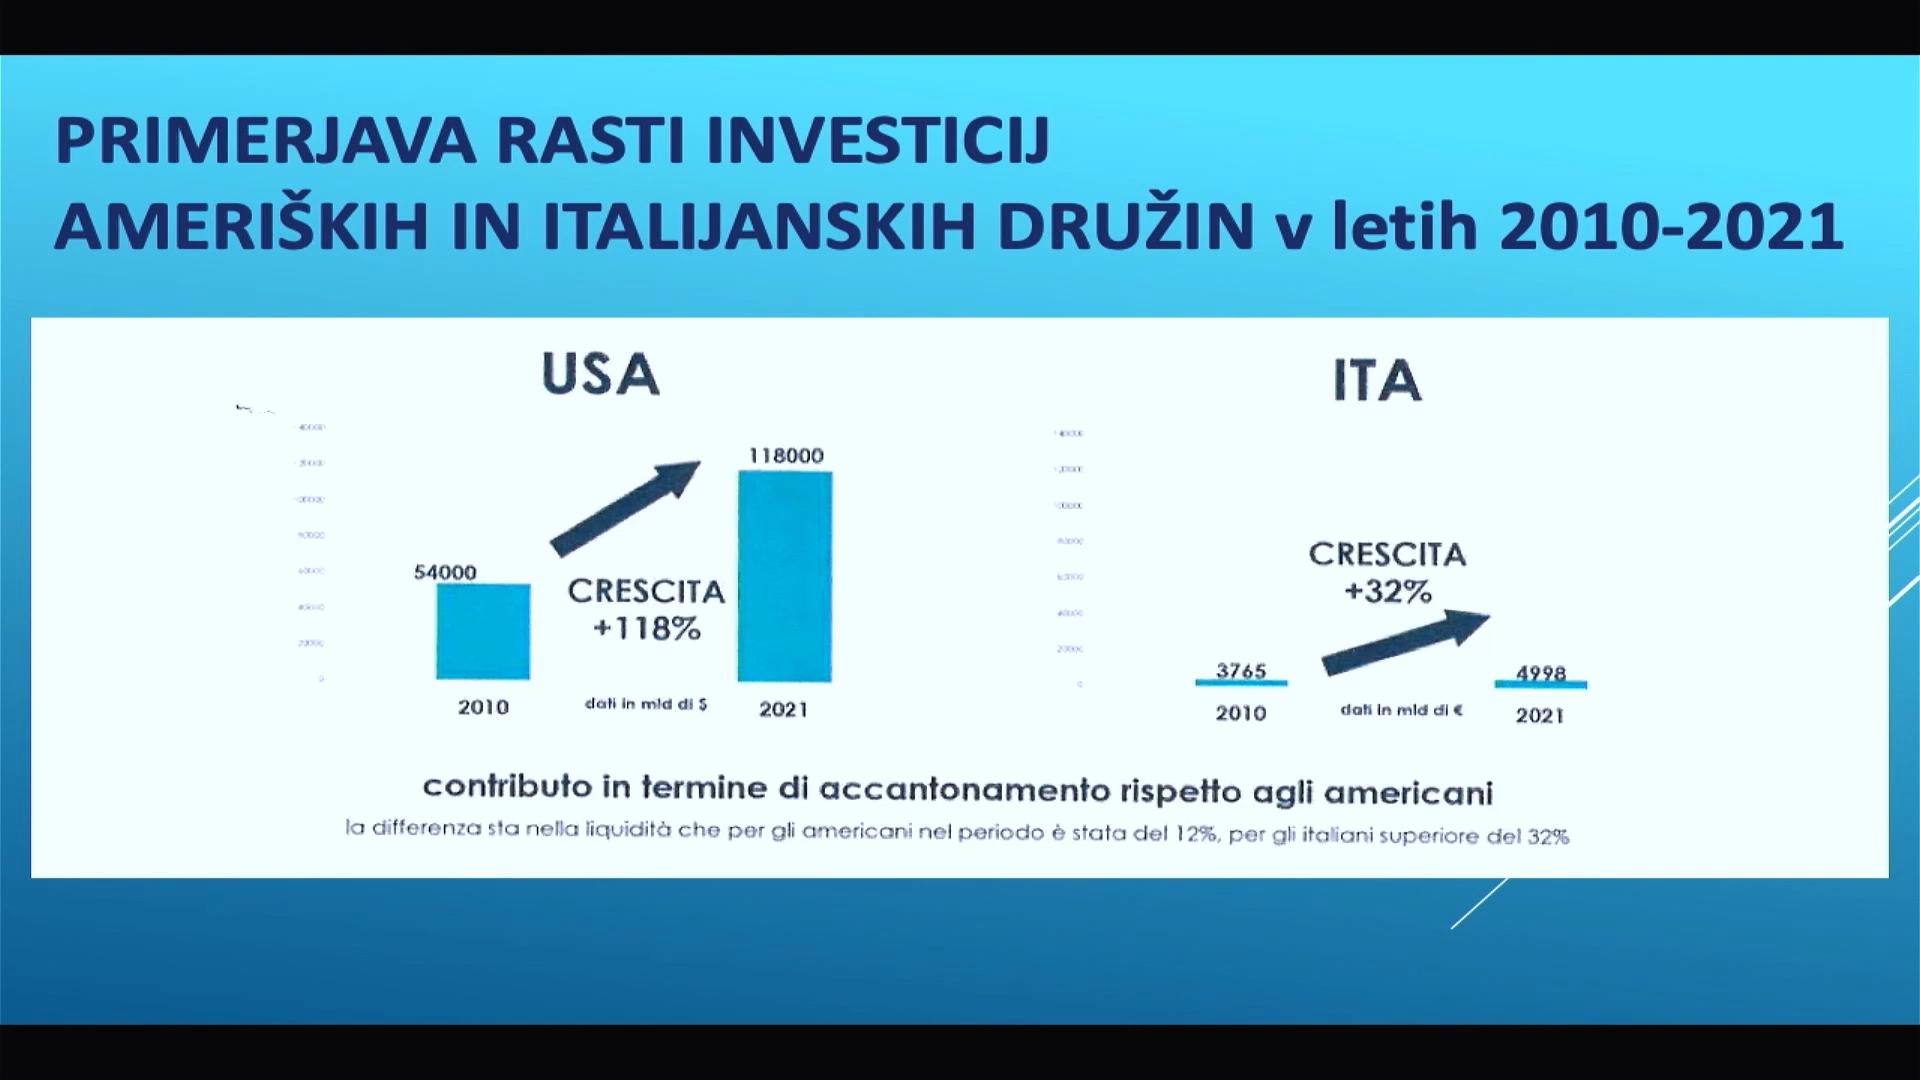 PRIMERJAVA RASTI INVESTICIJ
AMERIŠKIH IN ITALIJANSKIH DRUŽIN v letih 2010-2021
USA
118000
54000
CRESCITA
+118%
2010
dati in mld di $
2021
ITA
CRESCITA
+32%
3765
4998
2010
dati in mld di €
2021
contributo in termine di accantonamento rispetto agli americani
la differenza sta nella liquidità che per gli americani nel periodo è stata del 12%, per gli italiani superiore del 32%